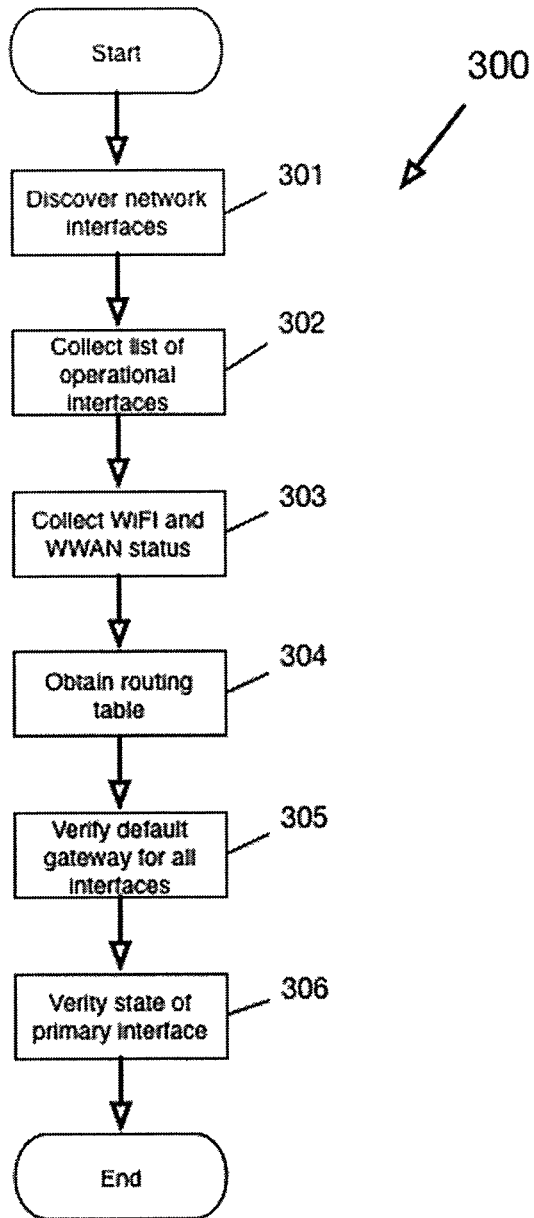 Start
300
Discover network
interfaces
301
Collect list of
operational
interfaces
302
Collect WiFI and
WWAN status
303
Obtain routing
table
304
Verify default
gateway for all
interfaces
305
Verify state of
primary interface
306
End